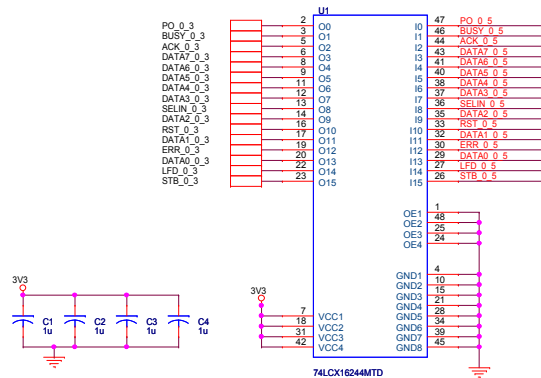 U1
PO_0_3 2 O0 I0 47 PO_0_5
BUSY_0_3 3 O1 I1 46 BUSY_0_5
ACK_0_3 5 O2 I2 44 ACK_0_5
DATA7_0_3 6 O3 I3 43 DATA7_0_5
DATA6_0_3 8 O4 I4 41 DATA6_0_5
DATA5_0_3 9 O5 I5 40 DATA5_0_5
DATA4_0_3 11 O6 I6 38 DATA4_0_5
DATA3_0_3 12 O7 I7 37 DATA3_0_5
SELIN_0_3 13 O8 I8 36 SELIN_0_5
DATA2_0_3 14 O9 I9 35 DATA2_0_5
RST_0_3 16 O10 I10 33 RST_0_5
DATA1_0_3 17 O11 I11 32 DATA1_0_5
ERR_0_3 19 O12 I12 30 ERR_0_5
DATA0_0_3 20 O13 I13 29 DATA0_0_5
LFD_0_3 22 O14 I14 27 LFD_0_5
STB_0_3 23 O15 I15 26 STB_0_5
OE1 1
OE2 48
OE3 25
OE4 24
GND1 4
GND2 10
GND3 15
GND4 21
GND5 28
GND6 34
GND7 39
GND8 45
3V3
7 VCC1
18 VCC2
31 VCC3
42 VCC4
74LCX16244MTD
3V3
C1 C2 C3 C4
1u 1u 1u 1u